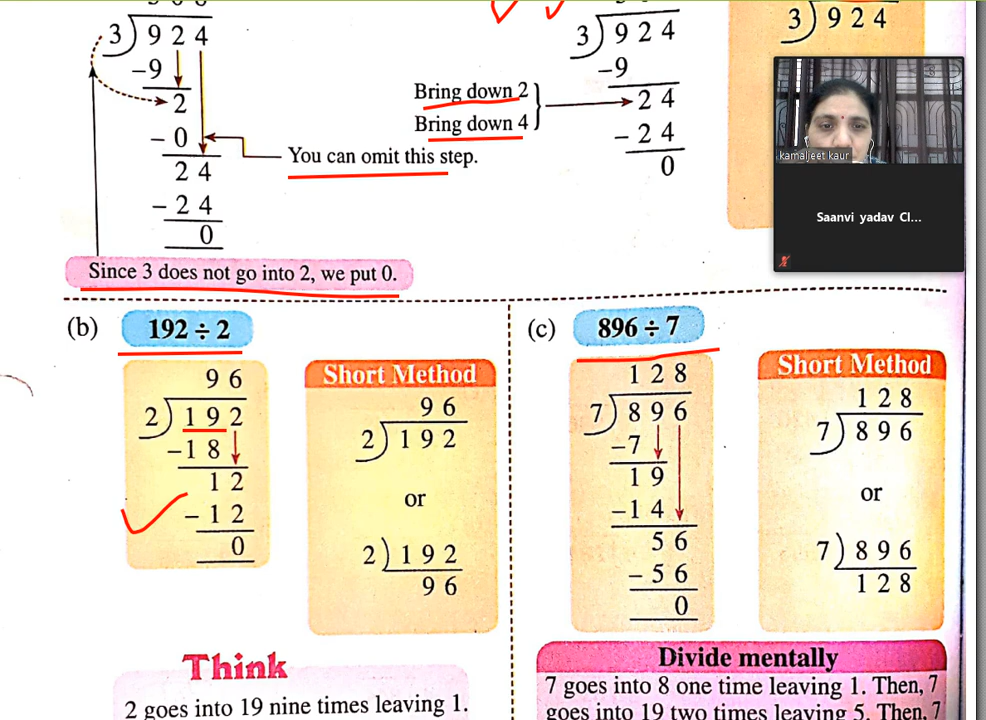 3)924
-9
2
-0
24
-24
0
You can omit this step.
Since 3 does not go into 2, we put 0.
Bring down 2
Bring down 4
3)924
-9
24
-24
0
3)924
kamaljeet kaur
Saanvi yadav Cl...
(b) 192 ÷ 2
96
2)192
-18
12
-12
0
Short Method
96
2)192
or
2)192
96
(c) 896 ÷ 7
128
7)896
-7
19
-14
56
-56
0
Short Method
128
7)896
or
7)896
128
Think
2 goes into 19 nine times leaving 1.
Divide mentally
7 goes into 8 one time leaving 1. Then, 7
goes into 19 two times leaving 5. Then, 7